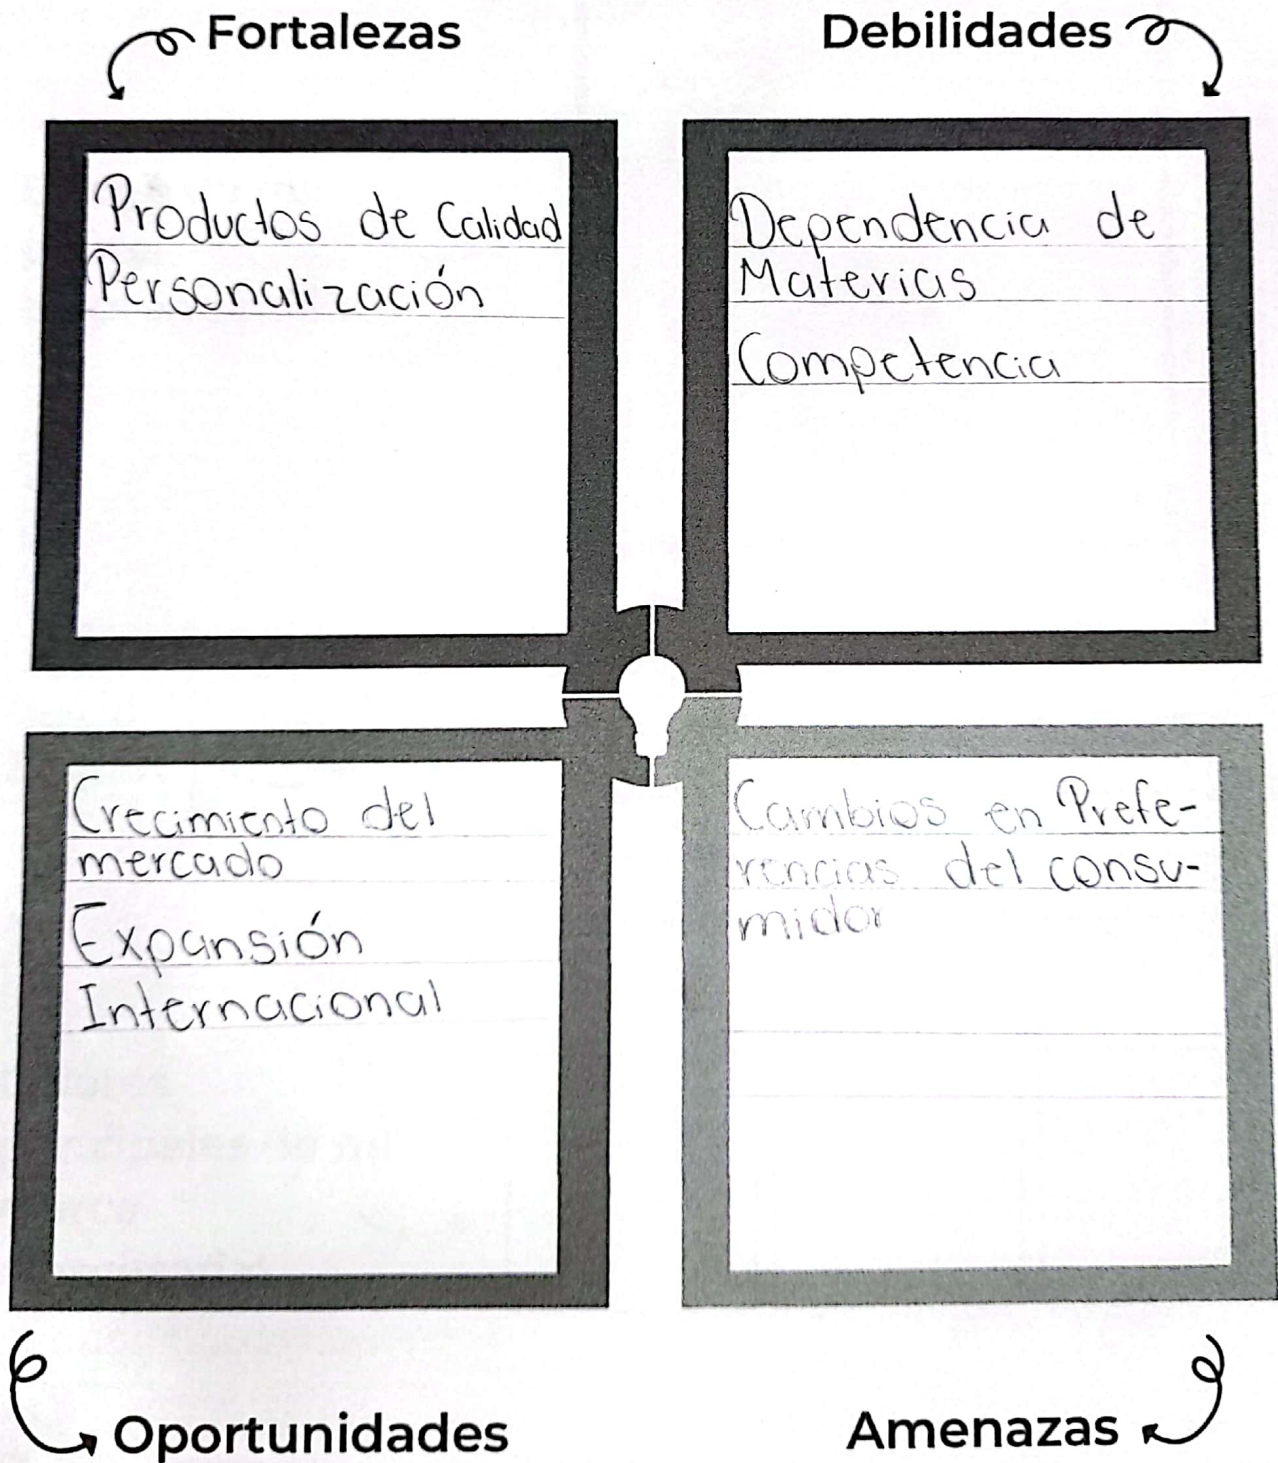 Fortalezas
Productos de Calidad
Personalización
Debilidades
Dependencia de
Materias
Competencia
Crecimiento del
mercado
Expansión
Internacional
Oportunidades
Cambios en Prefe-
rencias del consu-
midor
Amenazas